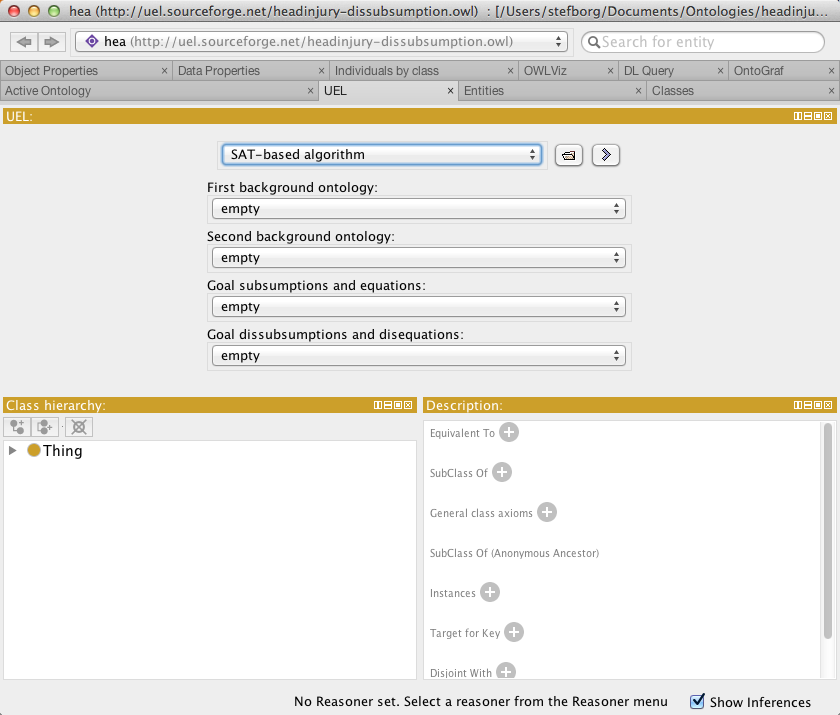 hea (http://uel.sourceforge.net/headinjury-dissubsumption.owl) : [/Users/stefborg/Documents/Ontologies/headinju...
hea (http://uel.sourceforge.net/headinjury-dissubsumption.owl)
Search for entity
Object Properties × Data Properties × Individuals by class × OWLViz × DL Query × OntoGraf ×
Active Ontology × UEL × Entities × Classes ×
UEL:
SAT-based algorithm
First background ontology:
empty
Second background ontology:
empty
Goal subsumptions and equations:
empty
Goal dissubsumptions and disequations:
empty
Class hierarchy:
Thing
Description:
Equivalent To
SubClass Of
General class axioms
SubClass Of (Anonymous Ancestor)
Instances
Target for Key
Disjoint With
No Reasoner set. Select a reasoner from the Reasoner menu
Show Inferences